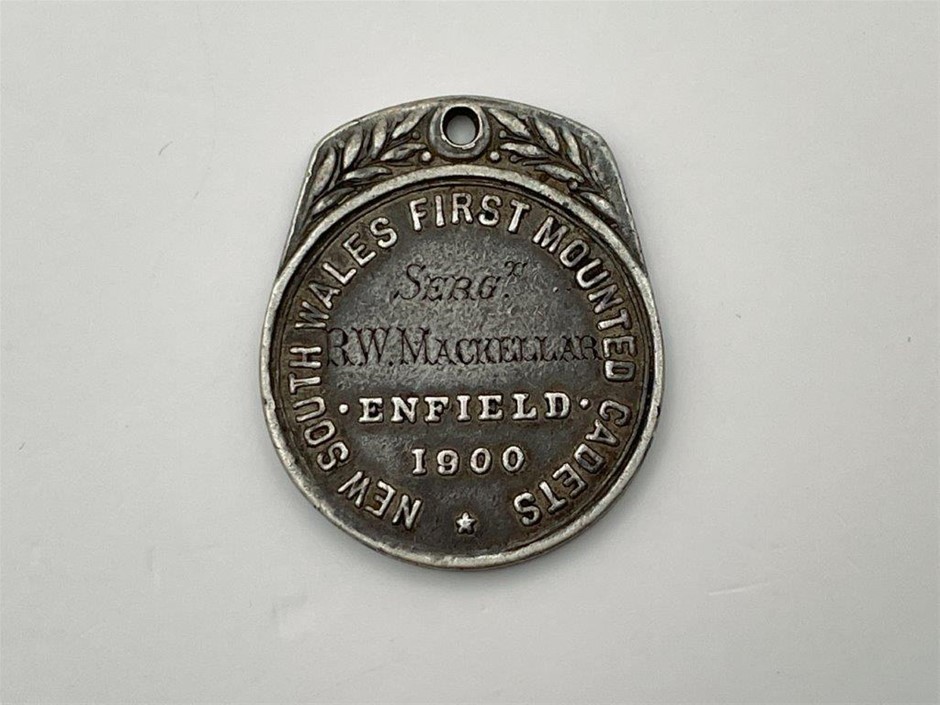 NEW SOUTH WALES FIRST MOUNTED CADETS
SERGT.
R.W. MACKELLAR
·ENFIELD·
1900